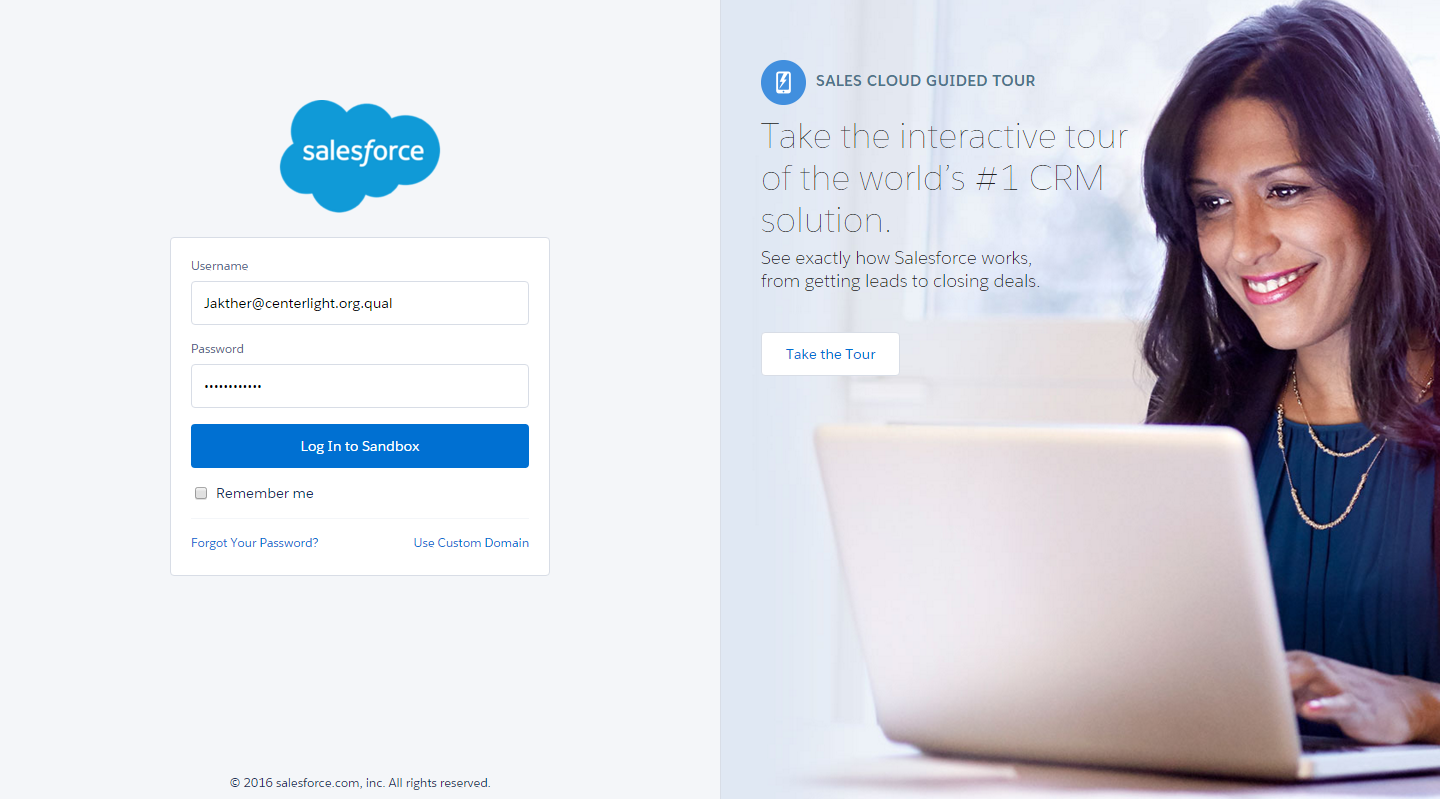 salesforce
Username
Jakther@centerlight.org.qual
Password
••••••••••••
Log In to Sandbox
Remember me
Forgot Your Password?
Use Custom Domain
© 2016 salesforce.com, inc. All rights reserved.
SALES CLOUD GUIDED TOUR
Take the interactive tour
of the world’s #1 CRM
solution.
See exactly how Salesforce works,
from getting leads to closing deals.
Take the Tour